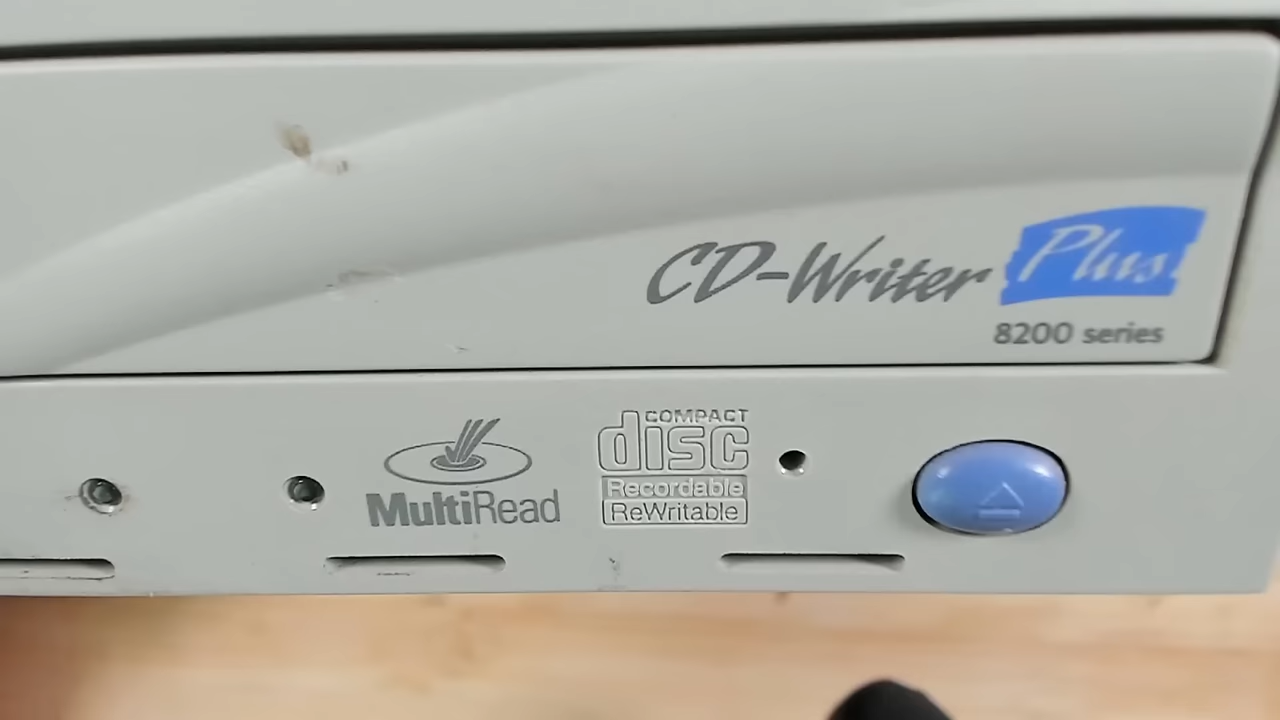 CD-Writer Plus
8200 series
MultiRead
COMPACT
disc
Recordable
ReWritable